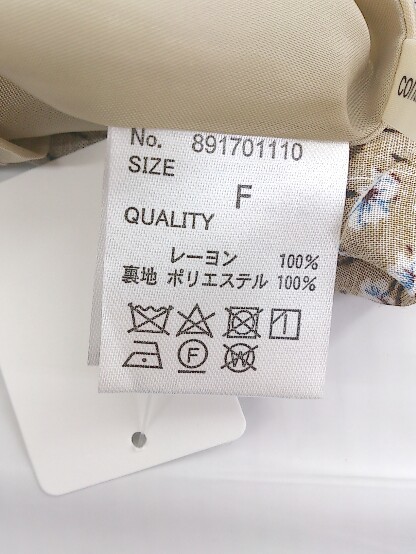 No. 891701110
SIZE
F
QUALITY
レーヨン 100%
裏地 ポリエステル 100%
F
W